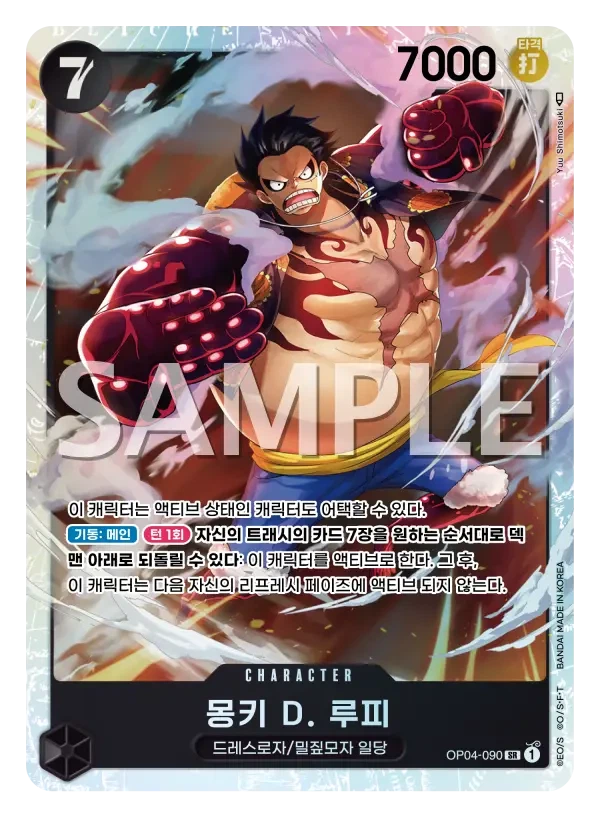 7
7000
타격
打
Yuu Shimotsuki
SAMPLE
이 캐릭터는 액티브 상태인 캐릭터도 어택할 수 있다.
기동: 메인 턴 1회 자신의 트래시의 카드 7장을 원하는 순서대로 덱
맨 아래로 되돌릴 수 있다: 이 캐릭터를 액티브로 한다. 그 후,
이 캐릭터는 다음 자신의 리프레시 페이즈에 액티브 되지 않는다.
CHARACTER
몽키 D. 루피
드레스로자/밀짚모자 일당
OP04-090 SR 1
©EO/S ©O/S·F·T BANDAI MADE IN KOREA